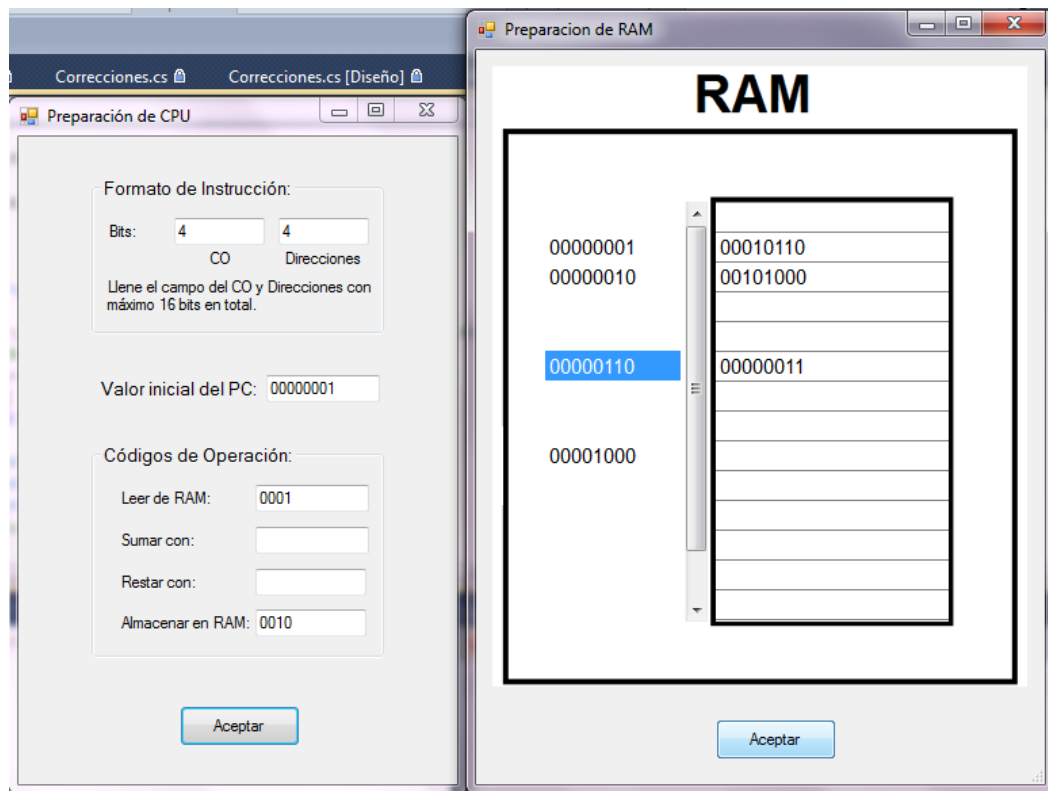 Correcciones.cs
Correcciones.cs [Diseño]
Preparación de CPU
Formato de Instrucción:
Bits: 4 4
CO Direcciones
Llene el campo del CO y Direcciones con
máximo 16 bits en total.
Valor inicial del PC: 00000001
Códigos de Operación:
Leer de RAM: 0001
Sumar con:
Restar con:
Almacenar en RAM: 0010
Aceptar
Preparacion de RAM
RAM
00000001 00010110
00000010 00101000
00000110 00000011
00001000
Aceptar